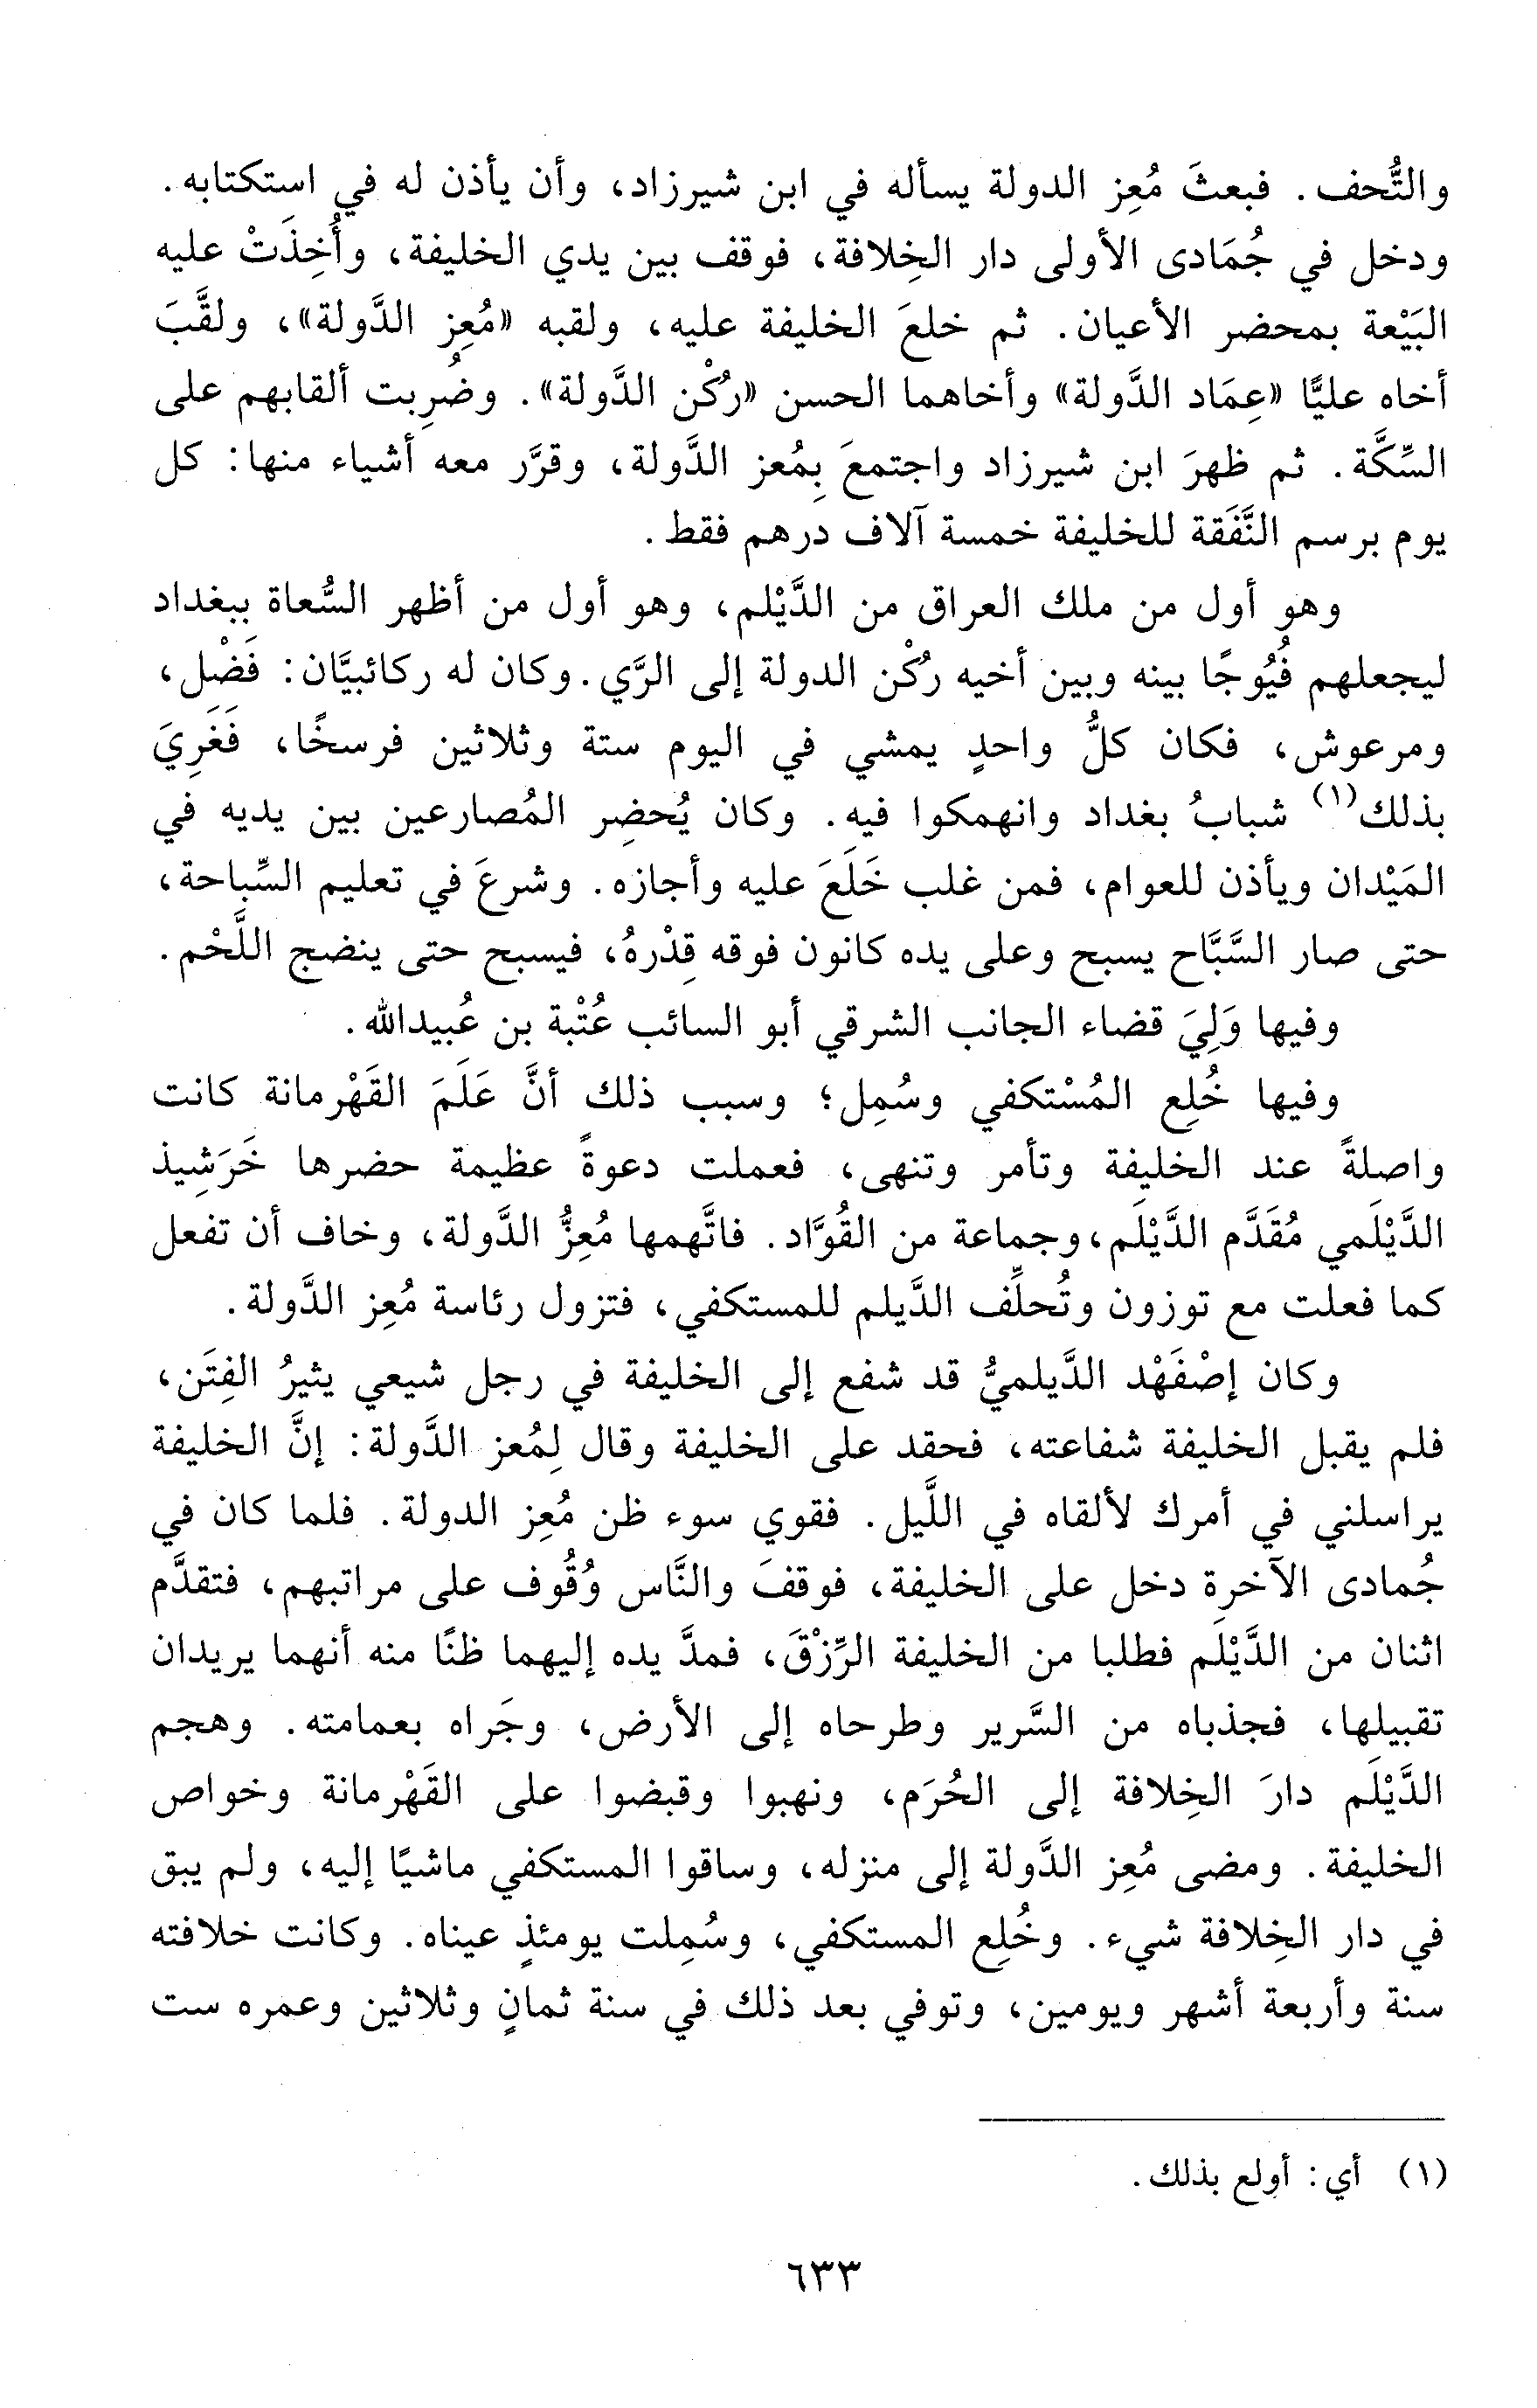 والتُّحف. فبعثَ مُعِز الدولة يسأله في ابن شيرزاد، وأن يأذن له في استكتابه.
ودخل في جُمَادى الأولى دار الخِلافة، فوقف بين يدي الخليفة، وأُخِذَتْ عليه
البَيْعة بمحضر الأعيان. ثم خلعَ الخليفة عليه، ولقبه «مُعِز الدَّولة»، ولقَّبَ
أخاه عليًّا «عِمَاد الدَّولة» وأخاهما الحسن «رُكْن الدَّولة». وضُرِبت ألقابهم على
السِّكَّة. ثم ظهرَ ابن شيرزاد واجتمعَ بِمُعز الدَّولة، وقرَّر معه أشياء منها: كل
يوم برسم النَّفَقة للخليفة خمسة آلاف درهم فقط.
وهو أول من ملك العراق من الدَّيْلم، وهو أول من أظهر السُّعاة ببغداد
ليجعلهم فُيُوجًا بينه وبين أخيه رُكْن الدولة إلى الرَّي. وكان له ركائبيَّان: فَضْل،
ومرعوش، فكان كلُّ واحدٍ يمشي في اليوم ستة وثلاثين فرسخًا، فَغَرِيَ
بذلك(١) شبابُ بغداد وانهمكوا فيه. وكان يُحضِر المُصارعين بين يديه في
المَيْدان ويأذن للعوام، فمن غلب خَلَعَ عليه وأجازه. وشرعَ في تعليم السِّباحة،
حتى صار السَّبَّاح يسبح وعلى يده كانون فوقه قِدْرهُ، فيسبح حتى ينضج اللَّحْم.
وفيها وَلِيَ قضاء الجانب الشرقي أبو السائب عُتْبة بن عُبيدالله.
وفيها خُلِع المُسْتكفي وسُمِل؛ وسبب ذلك أنَّ عَلَمَ القَهْرمانة كانت
واصلةً عند الخليفة وتأمر وتنهى، فعملت دعوةً عظيمة حضرها خَرَشِيذ
الدَّيْلَمي مُقَدَّم الدَّيْلَم، وجماعة من القُوَّاد. فاتَّهمها مُعِزُّ الدَّولة، وخاف أن تفعل
كما فعلت مع توزون وتُحلِّف الدَّيلم للمستكفي، فتزول رئاسة مُعِز الدَّولة.
وكان إصْفَهْد الدَّيلميُّ قد شفع إلى الخليفة في رجل شيعي يثيرُ الفِتَن،
فلم يقبل الخليفة شفاعته، فحقد على الخليفة وقال لِمُعز الدَّولة: إنَّ الخليفة
يراسلني في أمرك لألقاه في اللَّيل. فقوي سوء ظن مُعِز الدولة. فلما كان في
جُمادى الآخرة دخل على الخليفة، فوقفَ والنَّاس وُقُوف على مراتبهم، فتقدَّم
اثنان من الدَّيْلَم فطلبا من الخليفة الرِّزْقَ، فمدَّ يده إليهما ظنًا منه أنهما يريدان
تقبيلها، فجذباه من السَّرير وطرحاه إلى الأرض، وجَراه بعمامته. وهجم
الدَّيْلَم دارَ الخِلافة إلى الحُرَم، ونهبوا وقبضوا على القَهْرمانة وخواص
الخليفة. ومضى مُعِز الدَّولة إلى منزله، وساقوا المستكفي ماشيًا إليه، ولم يبق
في دار الخِلافة شيء. وخُلِع المستكفي، وسُمِلت يومئذٍ عيناه. وكانت خلافته
سنة وأربعة أشهر ويومين، وتوفي بعد ذلك في سنة ثمانٍ وثلاثين وعمره ست
(١) أي: أولع بذلك.
٦٣٣